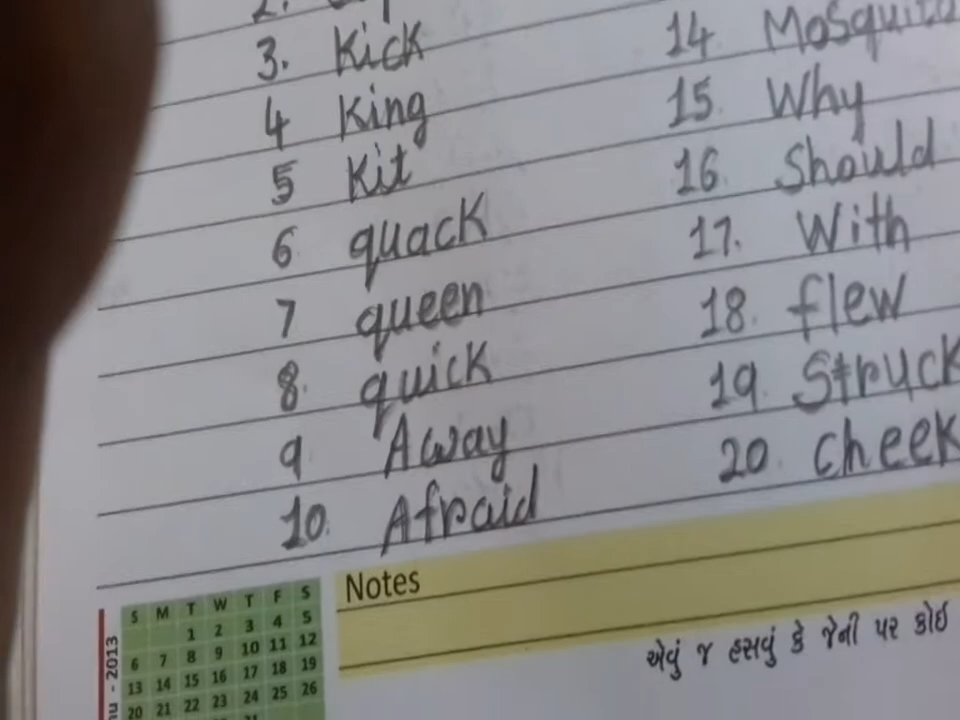 3. Kick
4 King
5 Kit
6 quack
7 queen
8. quick
9 Away
10. Afraid
14 Mosquito
15. Why
16 Should
17. With
18. flew
19. Struck
20. cheek
Notes
એવું જ હસવું કે જેની પર કોઈ
- 2013
S M T W T F S
1 2 3 4 5
6 7 8 9 10 11 12
13 14 15 16 17 18 19
20 21 22 23 24 25 26